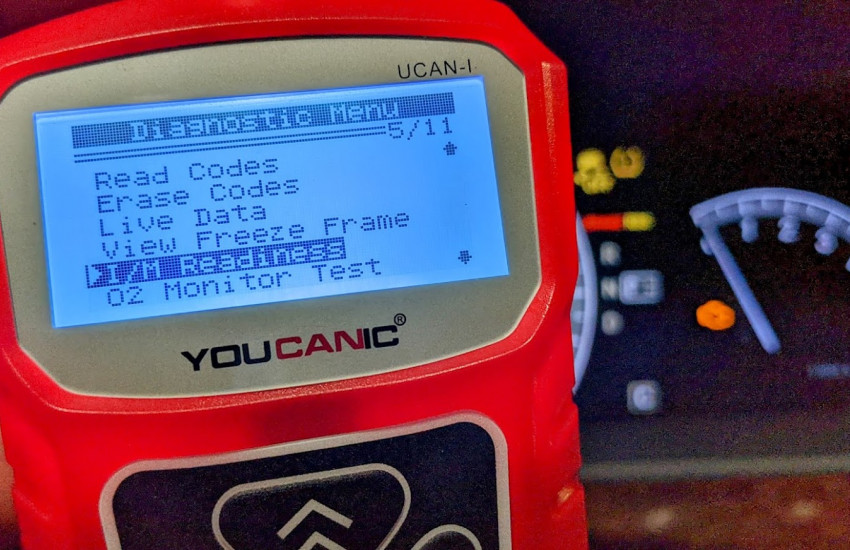 UCAN-I
Diagnostic Menu
5/11
Read Codes
Erase Codes
Live Data
View Freeze Frame
I/M Readiness
O2 Monitor Test
YOUCANIC®
R
N
D